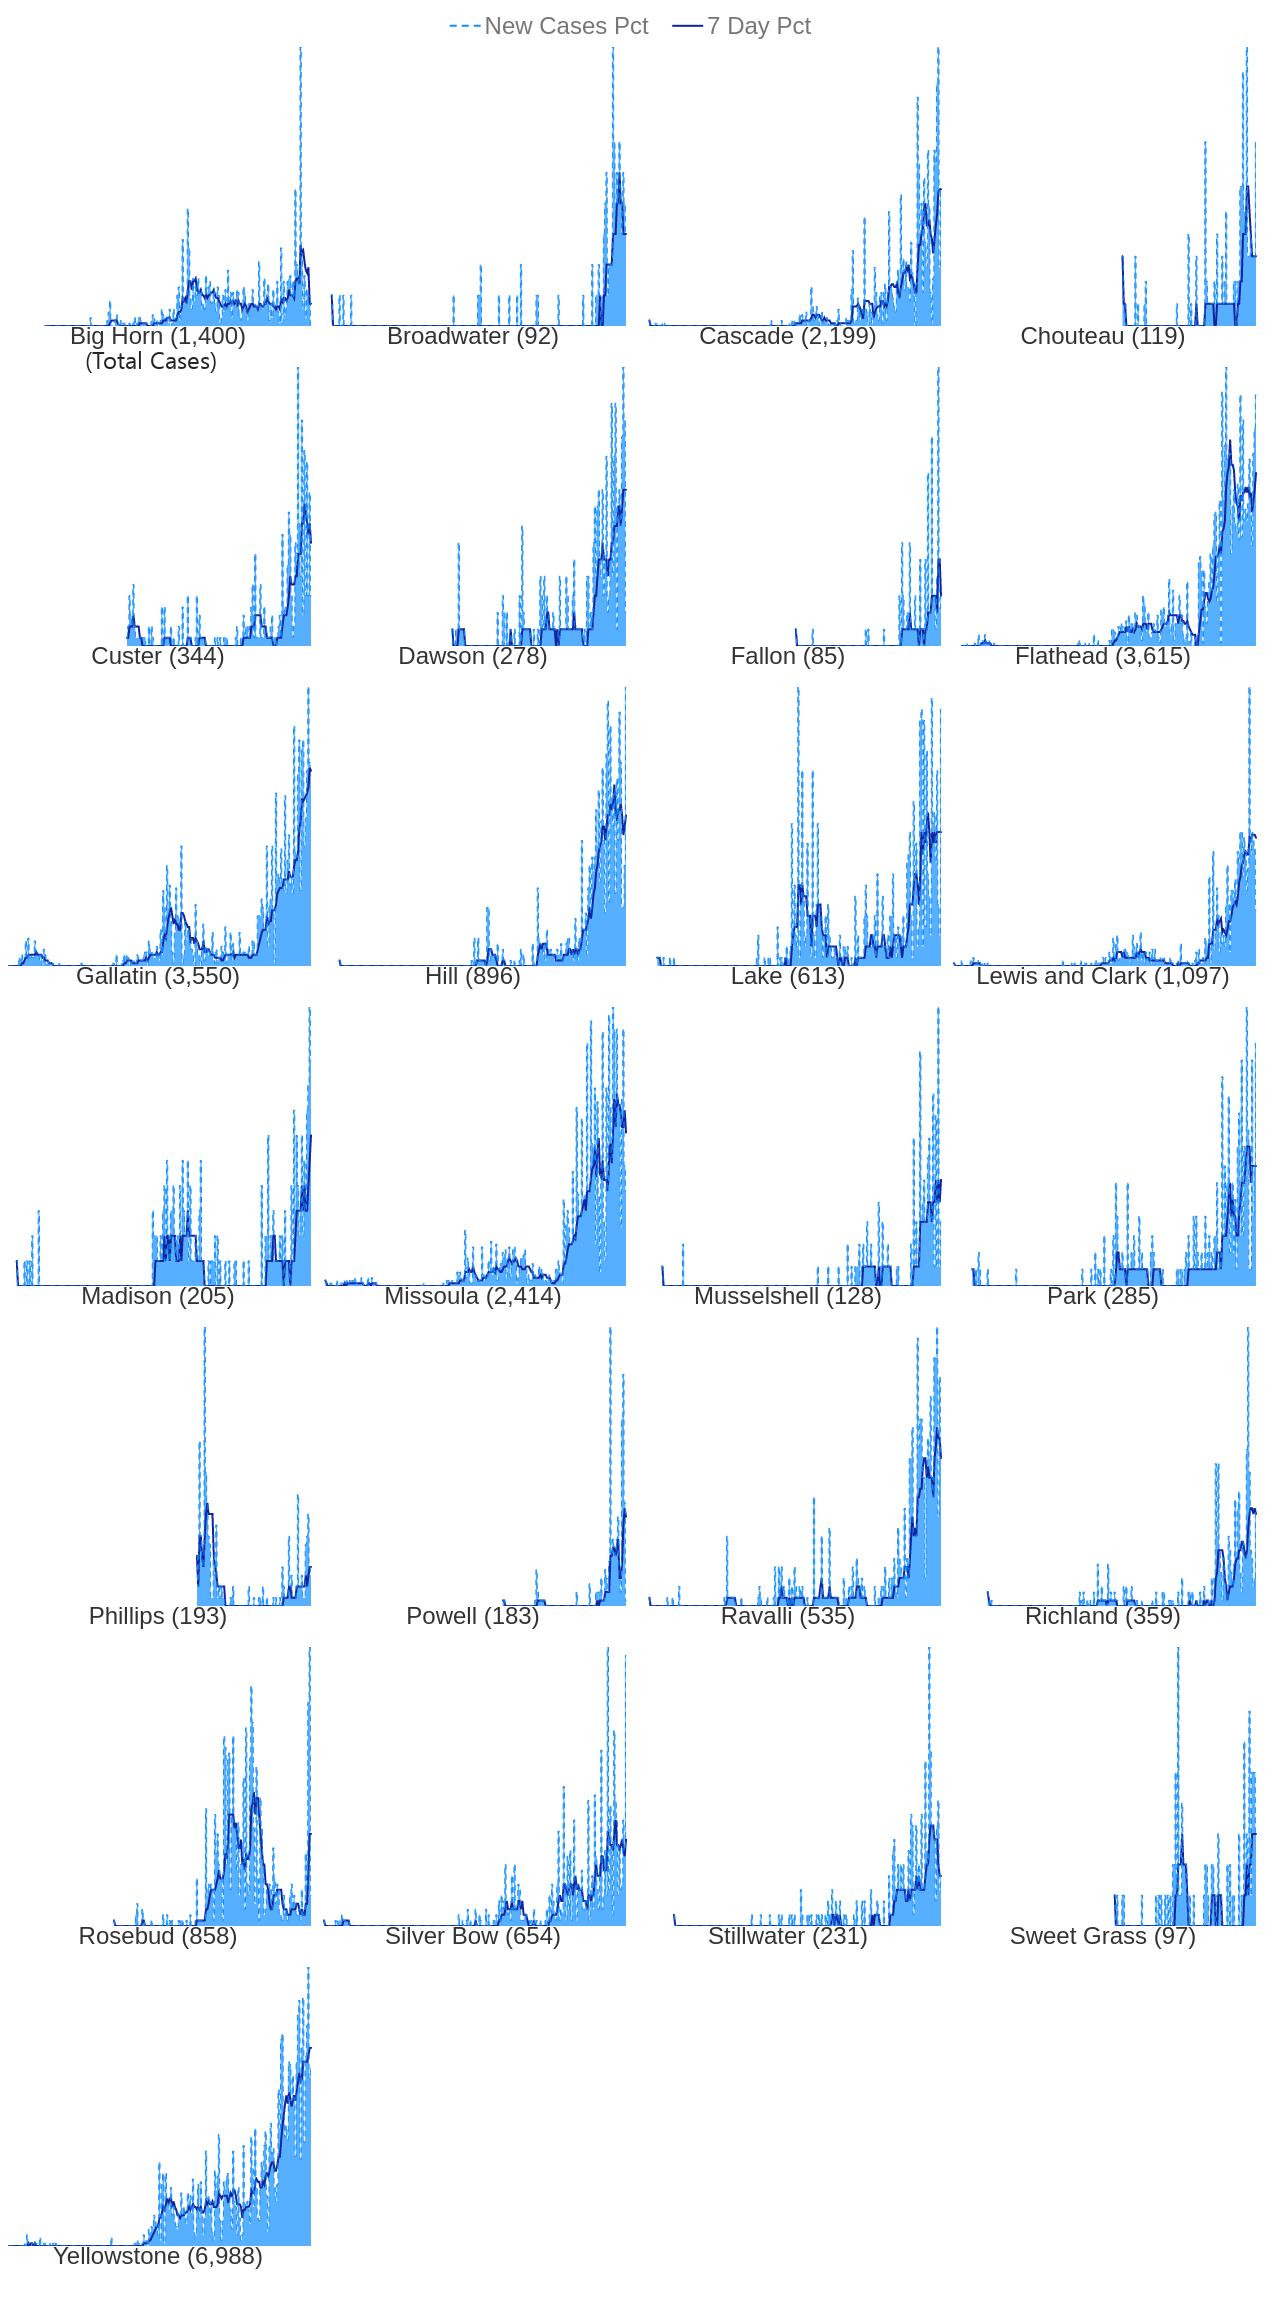 New Cases Pct 7 Day Pct
Big Horn (1,400) Broadwater (92) Cascade (2,199) Chouteau (119)
(Total Cases)
Custer (344) Dawson (278) Fallon (85) Flathead (3,615)
Gallatin (3,550) Hill (896) Lake (613) Lewis and Clark (1,097)
Madison (205) Missoula (2,414) Musselshell (128) Park (285)
Phillips (193) Powell (183) Ravalli (535) Richland (359)
Rosebud (858) Silver Bow (654) Stillwater (231) Sweet Grass (97)
Yellowstone (6,988)